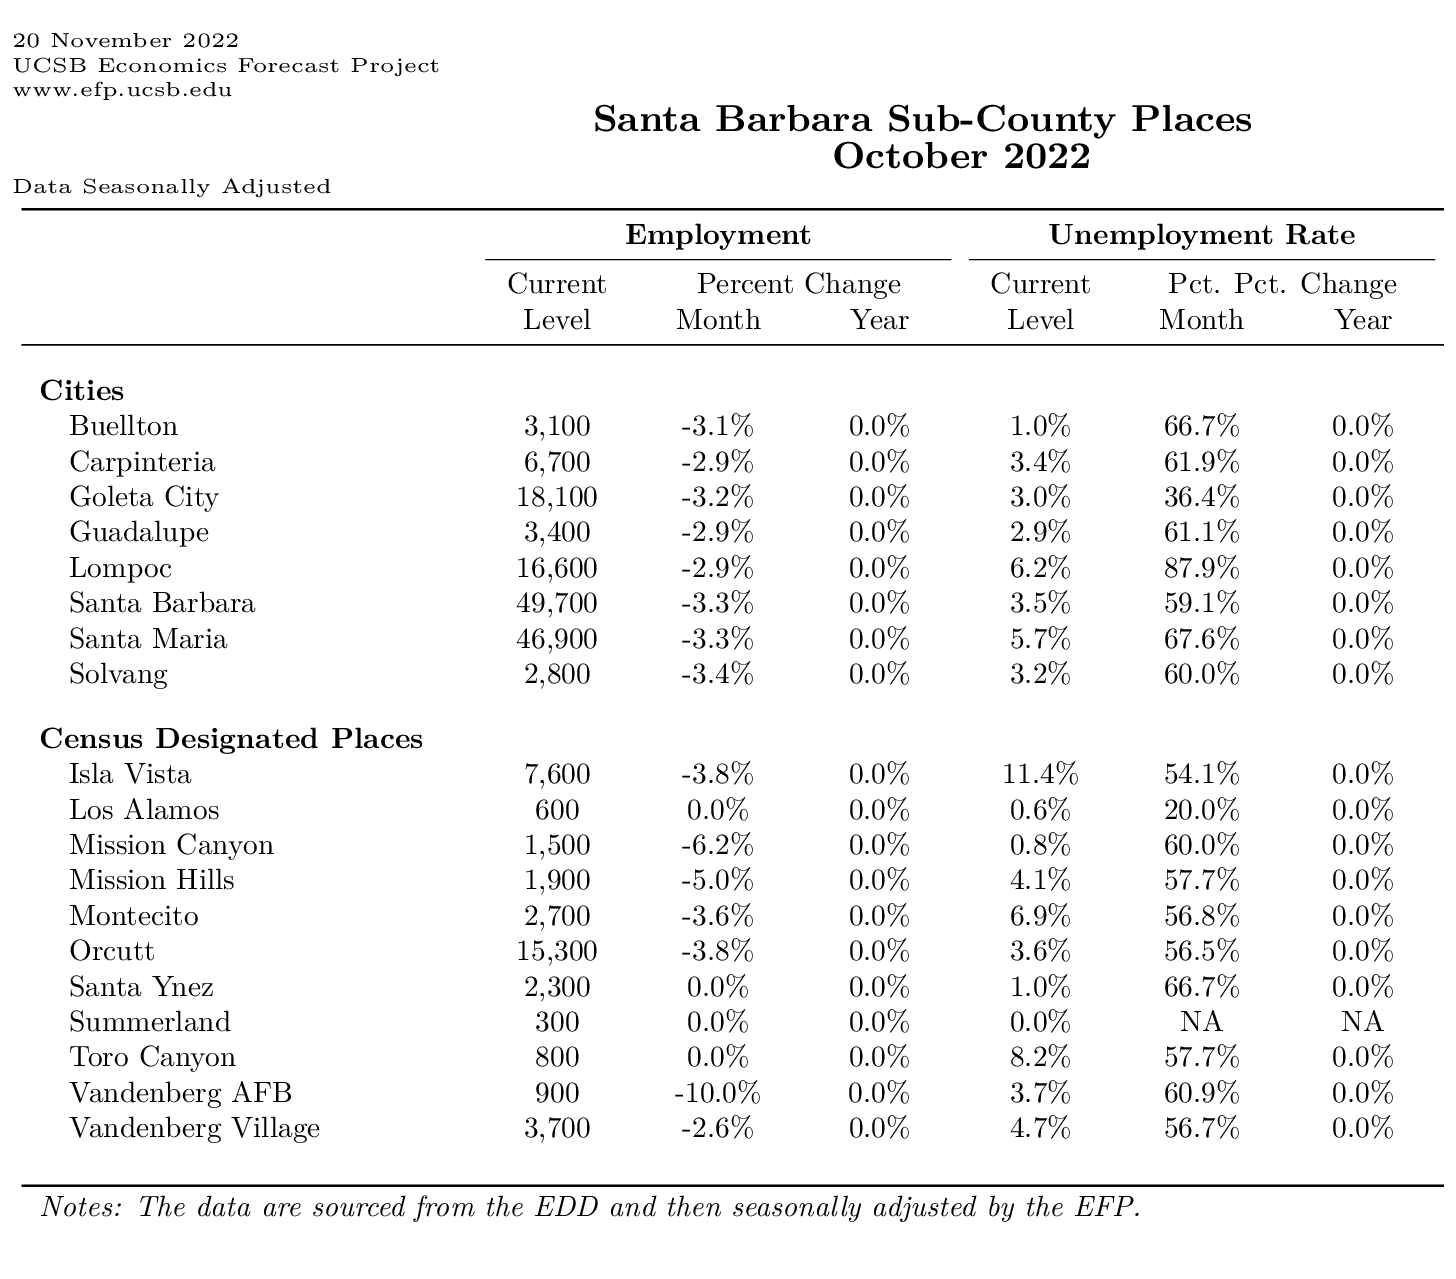 20 November 2022
UCSB Economics Forecast Project
www.efp.ucsb.edu
Santa Barbara Sub-County Places
October 2022
Data Seasonally Adjusted
Employment Unemployment Rate
Current Percent Change Current Pct. Pct. Change
Level Month Year Level Month Year
Cities
Buellton 3,100 -3.1% 0.0% 1.0% 66.7% 0.0%
Carpinteria 6,700 -2.9% 0.0% 3.4% 61.9% 0.0%
Goleta City 18,100 -3.2% 0.0% 3.0% 36.4% 0.0%
Guadalupe 3,400 -2.9% 0.0% 2.9% 61.1% 0.0%
Lompoc 16,600 -2.9% 0.0% 6.2% 87.9% 0.0%
Santa Barbara 49,700 -3.3% 0.0% 3.5% 59.1% 0.0%
Santa Maria 46,900 -3.3% 0.0% 5.7% 67.6% 0.0%
Solvang 2,800 -3.4% 0.0% 3.2% 60.0% 0.0%
Census Designated Places
Isla Vista 7,600 -3.8% 0.0% 11.4% 54.1% 0.0%
Los Alamos 600 0.0% 0.0% 0.6% 20.0% 0.0%
Mission Canyon 1,500 -6.2% 0.0% 0.8% 60.0% 0.0%
Mission Hills 1,900 -5.0% 0.0% 4.1% 57.7% 0.0%
Montecito 2,700 -3.6% 0.0% 6.9% 56.8% 0.0%
Orcutt 15,300 -3.8% 0.0% 3.6% 56.5% 0.0%
Santa Ynez 2,300 0.0% 0.0% 1.0% 66.7% 0.0%
Summerland 300 0.0% 0.0% 0.0% NA NA
Toro Canyon 800 0.0% 0.0% 8.2% 57.7% 0.0%
Vandenberg AFB 900 -10.0% 0.0% 3.7% 60.9% 0.0%
Vandenberg Village 3,700 -2.6% 0.0% 4.7% 56.7% 0.0%
Notes: The data are sourced from the EDD and then seasonally adjusted by the EFP.